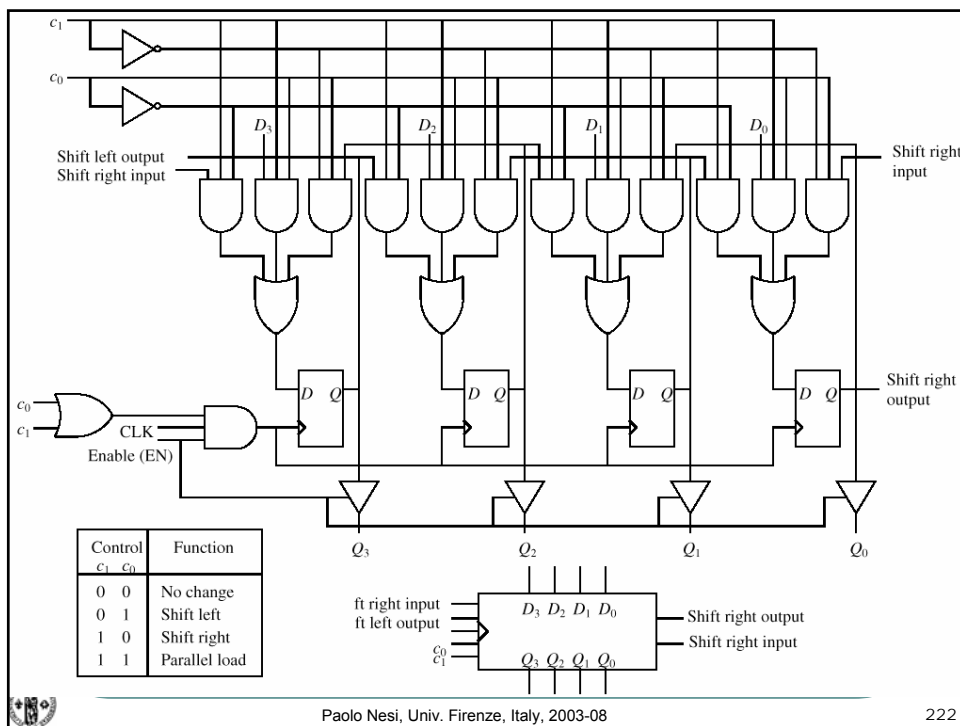 c₁
c₀
D₃ D₂ D₁ D₀
Shift left output
Shift right input
Shift right
input
D Q D Q D Q D Q
Shift right
output
c₀
c₁
CLK
Enable (EN)
Q₃ Q₂ Q₁ Q₀
Control Function
c₁ c₀
0 0 No change
0 1 Shift left
1 0 Shift right
1 1 Parallel load
ft right input
ft left output
c₀
c₁
D₃ D₂ D₁ D₀
Q₃ Q₂ Q₁ Q₀
Shift right output
Shift right input
Paolo Nesi, Univ. Firenze, Italy, 2003-08
222